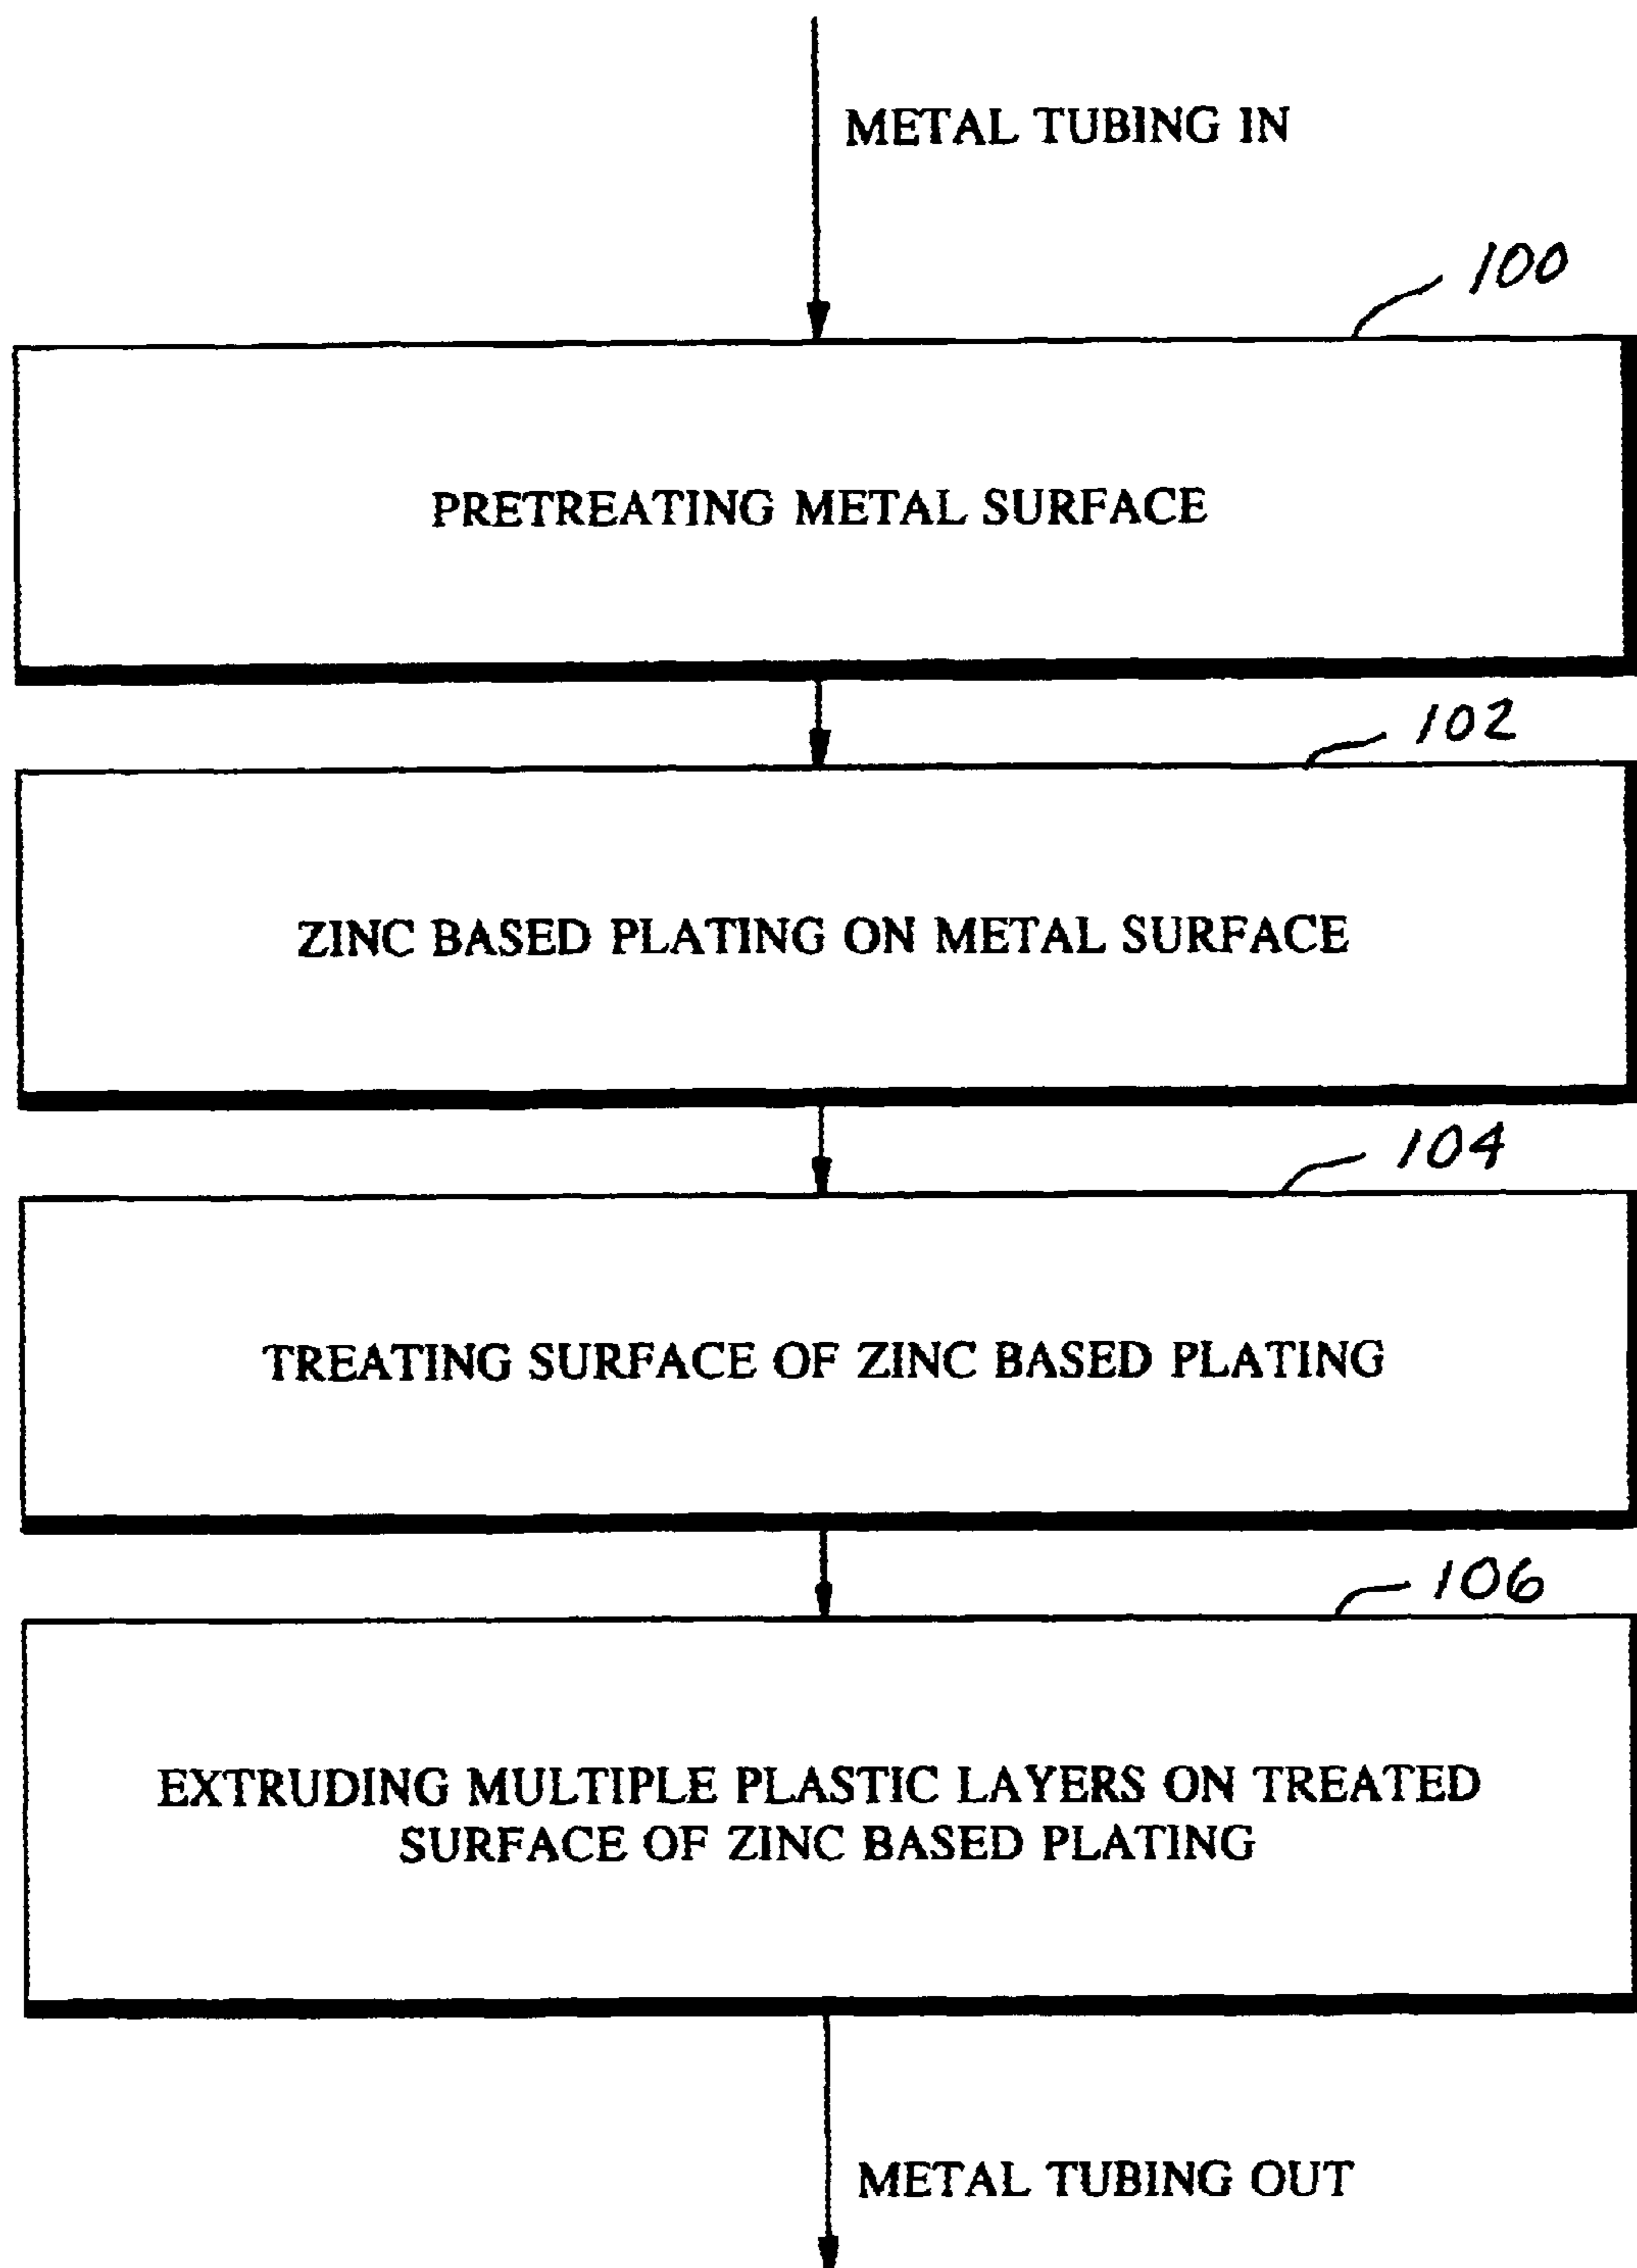 METAL TUBING IN
100
PRETREATING METAL SURFACE
102
ZINC BASED PLATING ON METAL SURFACE
104
TREATING SURFACE OF ZINC BASED PLATING
106
EXTRUDING MULTIPLE PLASTIC LAYERS ON TREATED
SURFACE OF ZINC BASED PLATING
METAL TUBING OUT